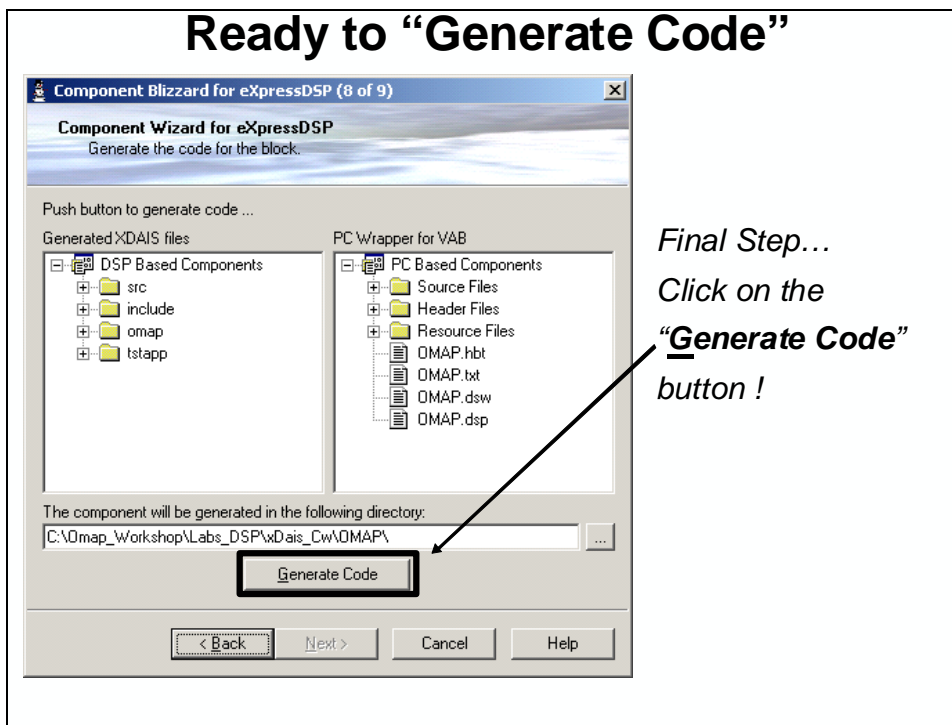 Ready to “Generate Code”
Component Blizzard for eXpressDSP (8 of 9)
Component Wizard for eXpressDSP
Generate the code for the block.
Push button to generate code ...
Generated XDAIS files
DSP Based Components
src
include
omap
tstapp
PC Wrapper for VAB
PC Based Components
Source Files
Header Files
Resource Files
OMAP.hbt
OMAP.txt
OMAP.dsw
OMAP.dsp
The component will be generated in the following directory:
C:\Omap_Workshop\Labs_DSP\xDais_Cw\OMAP\
...
Generate Code
< Back
Next >
Cancel
Help
Final Step…
Click on the
“Generate Code”
button !